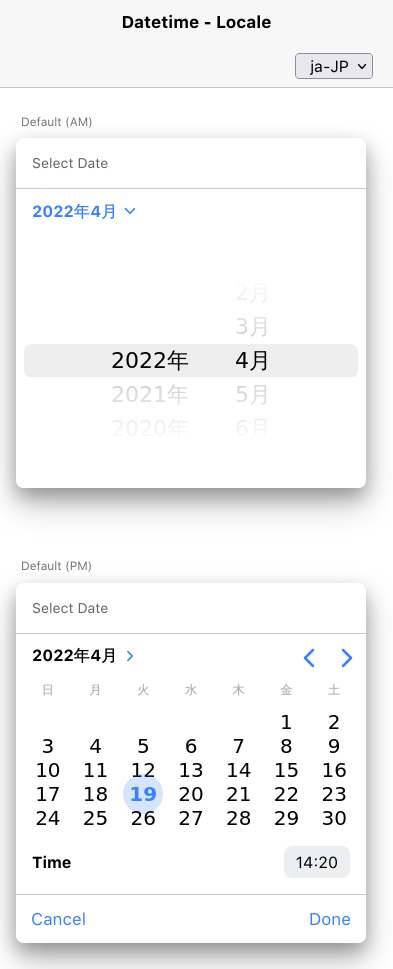 Datetime - Locale
ja-JP
Default (AM)
Select Date
2022年4月
2月
3月
2022年 4月
2021年 5月
2020年 6月
Default (PM)
Select Date
2022年4月
日 月 火 水 木 金 土
1 2
3 4 5 6 7 8 9
10 11 12 13 14 15 16
17 18 19 20 21 22 23
24 25 26 27 28 29 30
Time 14:20
Cancel Done